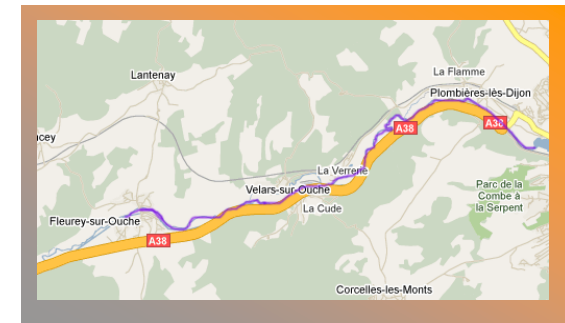 La Flamme
Lantenay
Plombières-lès-Dijon
A38
A38
cey
La Verrerie
Parc de la
Combe à
la Serpent
Velars-sur-Ouche
La Cude
Fleurey-sur-Ouche
A38
Corcelles-les-Monts